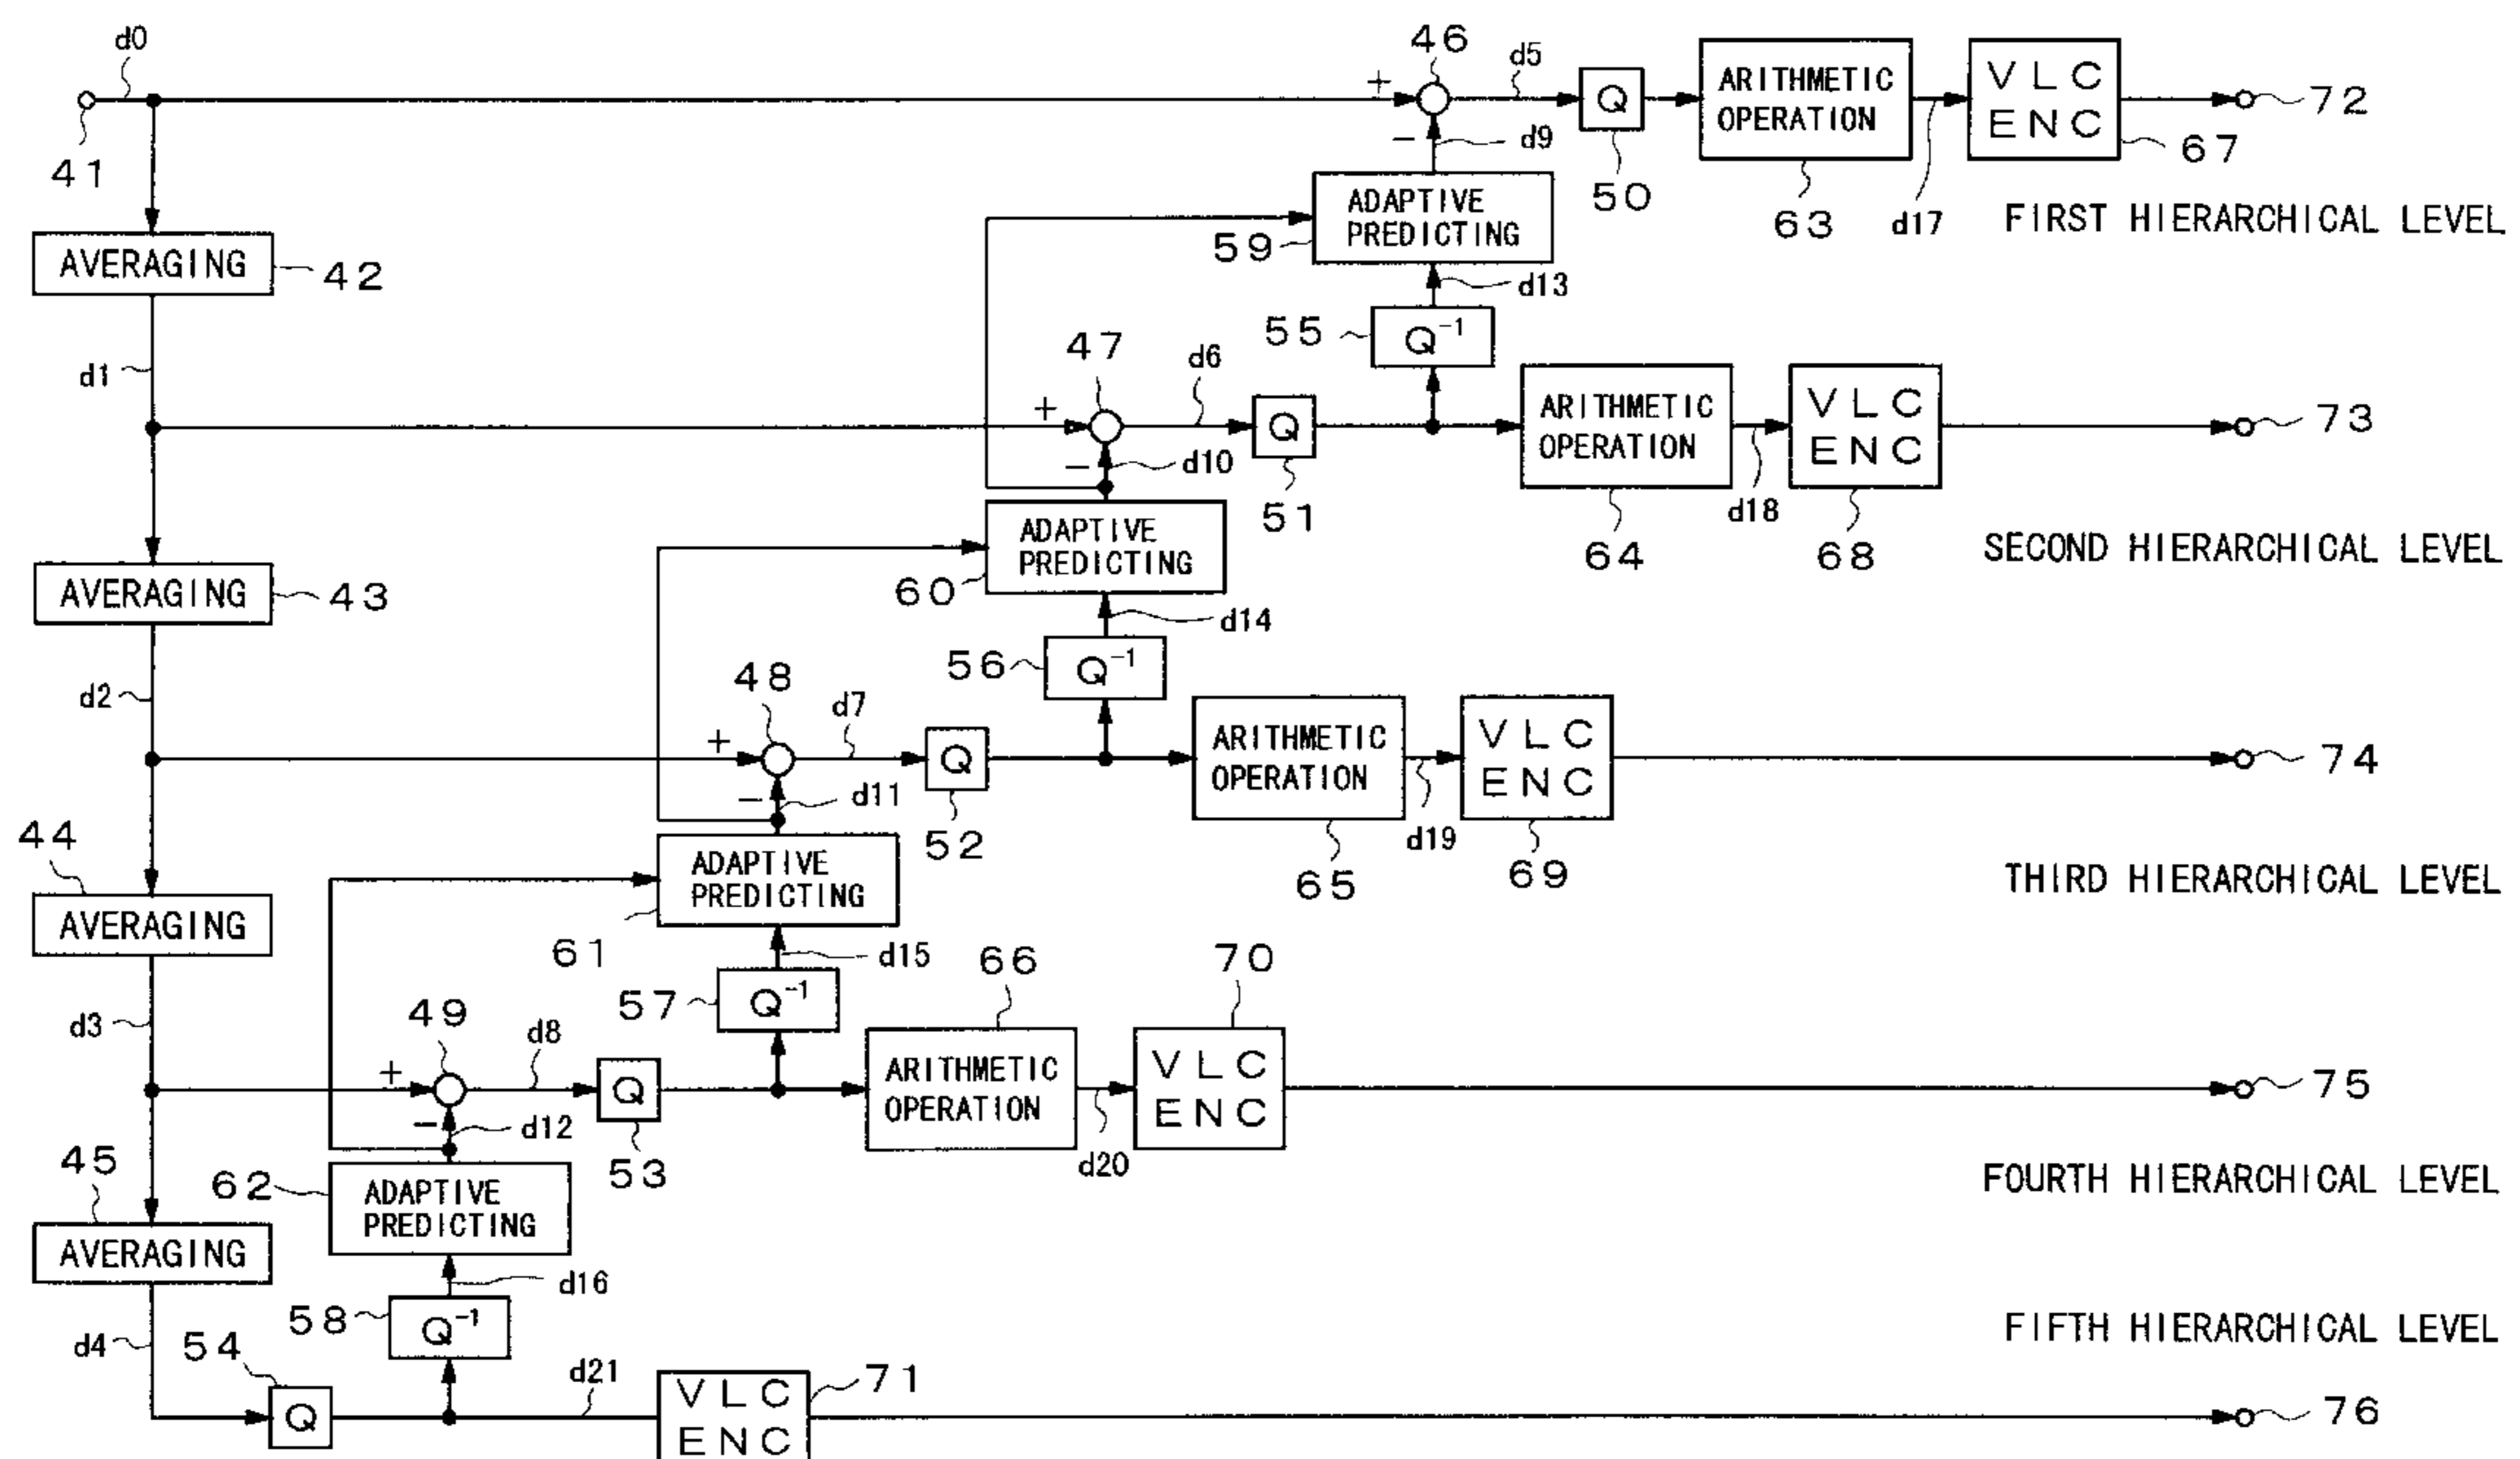 d0
46
d5
+
Q
ARITHMETIC
OPERATION
VLC
ENC
72
41
−
d9
50
63
d17
67
FIRST HIERARCHICAL LEVEL
ADAPTIVE
PREDICTING
59
AVERAGING
42
d13
55
Q⁻¹
d1
47
d6
+
Q
ARITHMETIC
OPERATION
VLC
ENC
73
−
d10
51
64
d18
68
SECOND HIERARCHICAL LEVEL
ADAPTIVE
PREDICTING
60
AVERAGING
43
d14
56
Q⁻¹
d2
48
d7
+
Q
ARITHMETIC
OPERATION
VLC
ENC
74
−
d11
52
65
d19
69
THIRD HIERARCHICAL LEVEL
44
ADAPTIVE
PREDICTING
61
AVERAGING
d15
57
Q⁻¹
66
70
d3
49
d8
+
Q
ARITHMETIC
OPERATION
VLC
ENC
75
−
d12
53
d20
FOURTH HIERARCHICAL LEVEL
45
62
ADAPTIVE
PREDICTING
AVERAGING
d16
58
Q⁻¹
FIFTH HIERARCHICAL LEVEL
d4
54
Q
d21
VLC
ENC
71
76